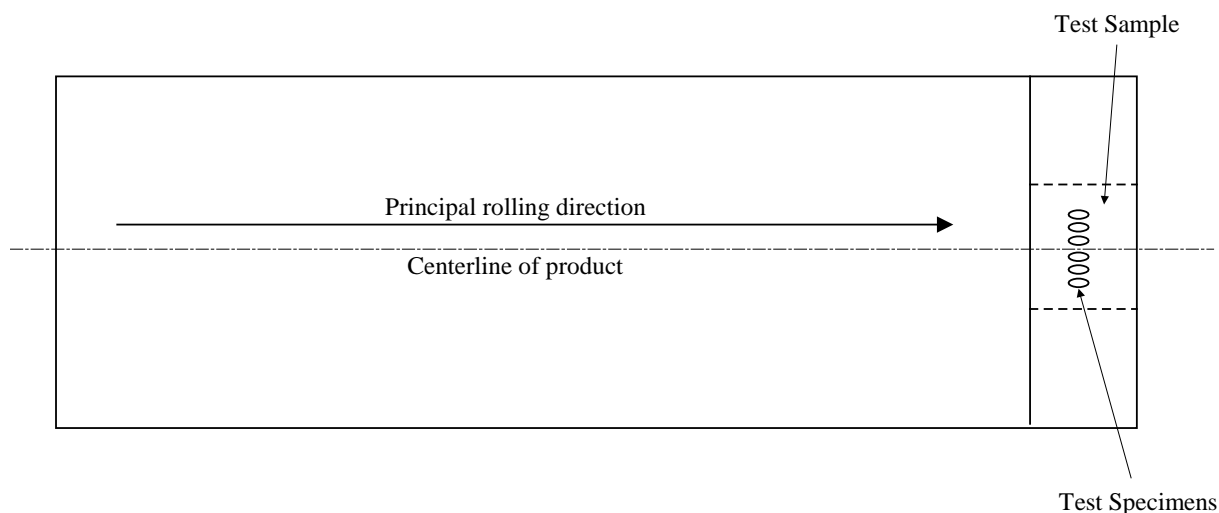 Test Sample
Principal rolling direction
Centerline of product
Test Specimens